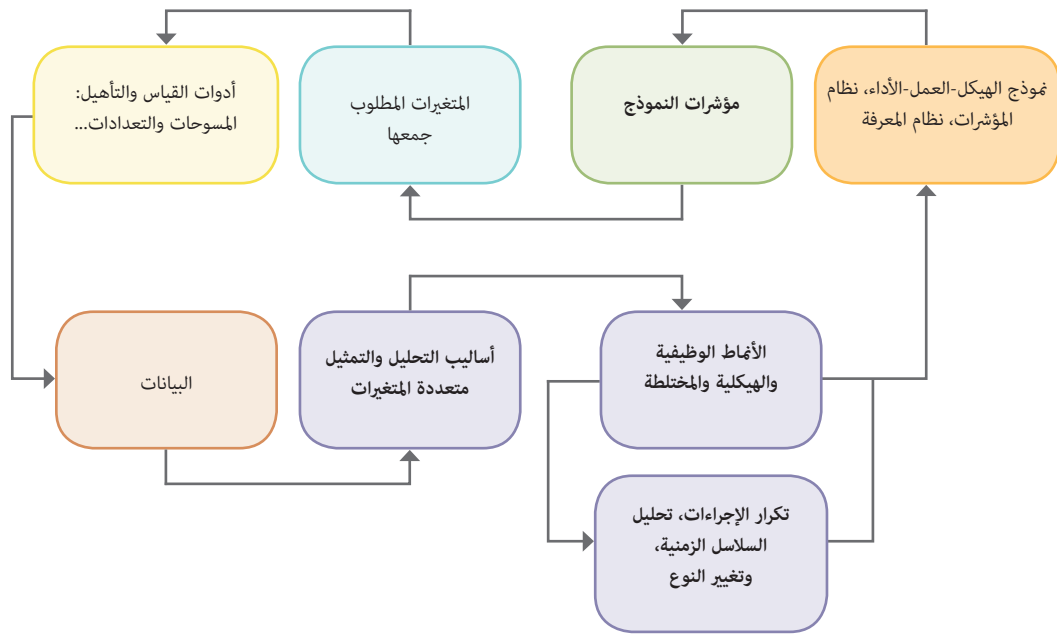 نموذج الهيكل-العمل-الأداء، نظام
المؤشرات، نظام المعرفة
مؤشرات النموذج
المتغيرات المطلوب
جمعها
أدوات القياس والتأهيل:
المسوحات والتعدادات...
البيانات
أساليب التحليل والتمثيل
متعددة المتغيرات
الأنماط الوظيفية
والهيكلية والمختلطة
تكرار الإجراءات، تحليل
السلاسل الزمنية،
وتغيير النوع